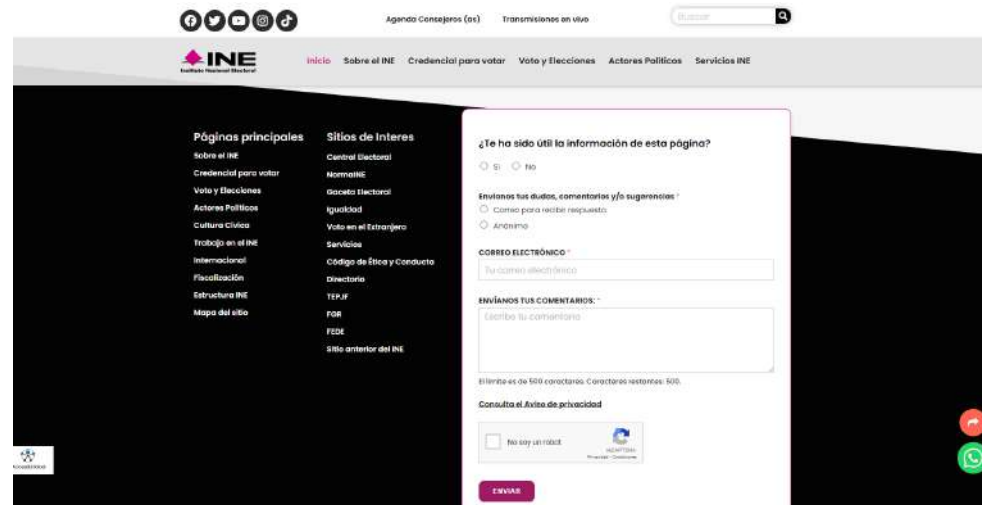 Agenda Consejeros (as) Transmisiones en vivo Buscar
INE
Instituto Nacional Electoral
Inicio Sobre el INE Credencial para votar Voto y Elecciones Actores Políticos Servicios INE
Páginas principales
Sobre el INE
Credencial para votar
Voto y Elecciones
Actores Políticos
Cultura Cívica
Trabaja en el INE
Internacional
Fiscalización
Estructura INE
Mapa del sitio
Sitios de Interes
Central Electoral
NormaINE
Gaceta Electoral
Igualdad
Voto en el Extranjero
Servicios
Código de Ética y Conducta
Directorio
TEPJF
FGR
FEDE
Sitio anterior del INE
¿Te ha sido útil la información de esta página?
Si No
Envíanos tus dudas, comentarios y/o sugerencias *
Correo para recibir respuesta
Anónimo
CORREO ELECTRÓNICO *
Tu correo electrónico
ENVÍANOS TUS COMENTARIOS: *
Escribe tu comentario
El límite es de 500 caracteres. Caracteres restantes: 500.
Consulta el Aviso de privacidad
No soy un robot
reCAPTCHA
Privacidad - Condiciones
ENVIAR